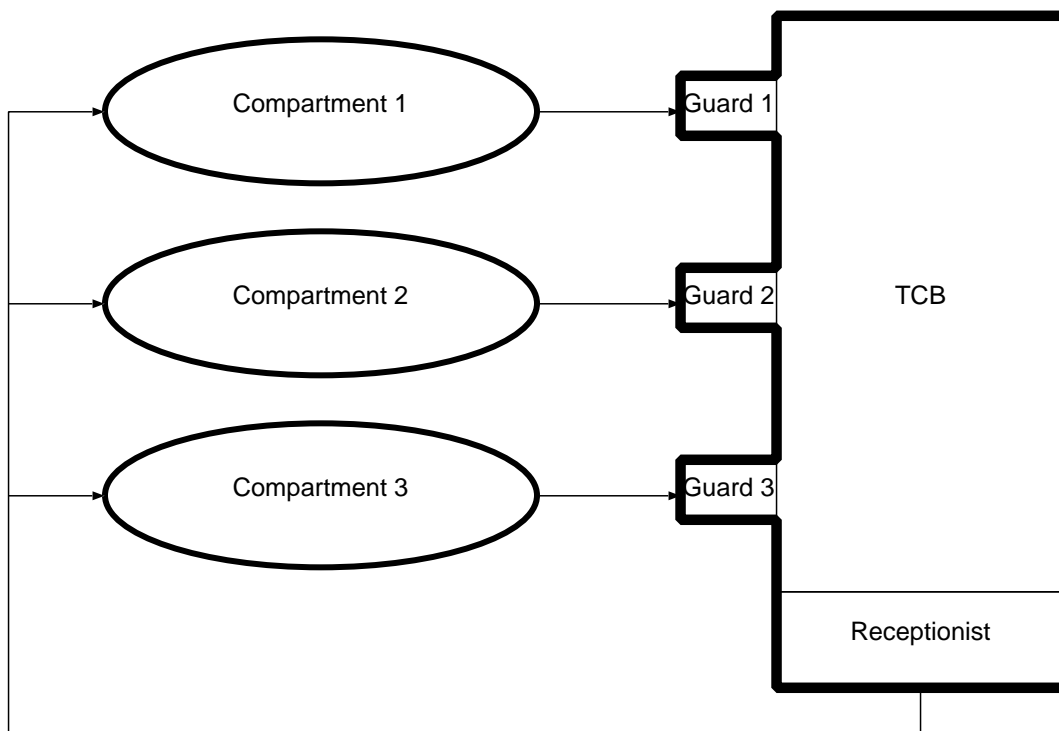 Compartment 1
Guard 1
Compartment 2
Guard 2
TCB
Compartment 3
Guard 3
Receptionist